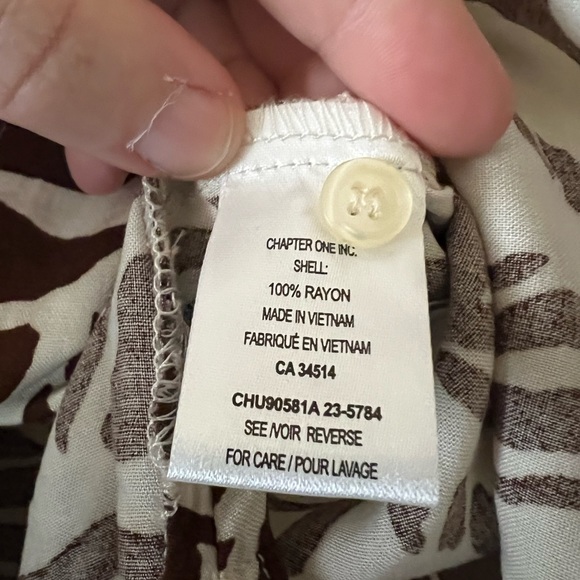 CHAPTER ONE INC.
SHELL:
100% RAYON
MADE IN VIETNAM
FABRIQUÉ EN VIETNAM
CA 34514
CHU90581A 23-5784
SEE /VOIR REVERSE
FOR CARE / POUR LAVAGE